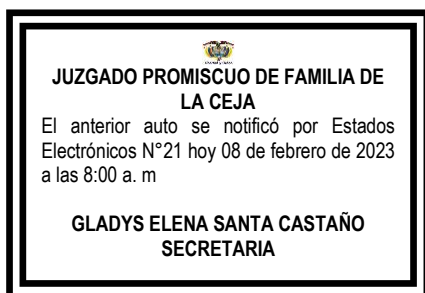 JUZGADO PROMISCUO DE FAMILIA DE
LA CEJA
El anterior auto se notificó por Estados
Electrónicos N°21 hoy 08 de febrero de 2023
a las 8:00 a. m
GLADYS ELENA SANTA CASTAÑO
SECRETARIA